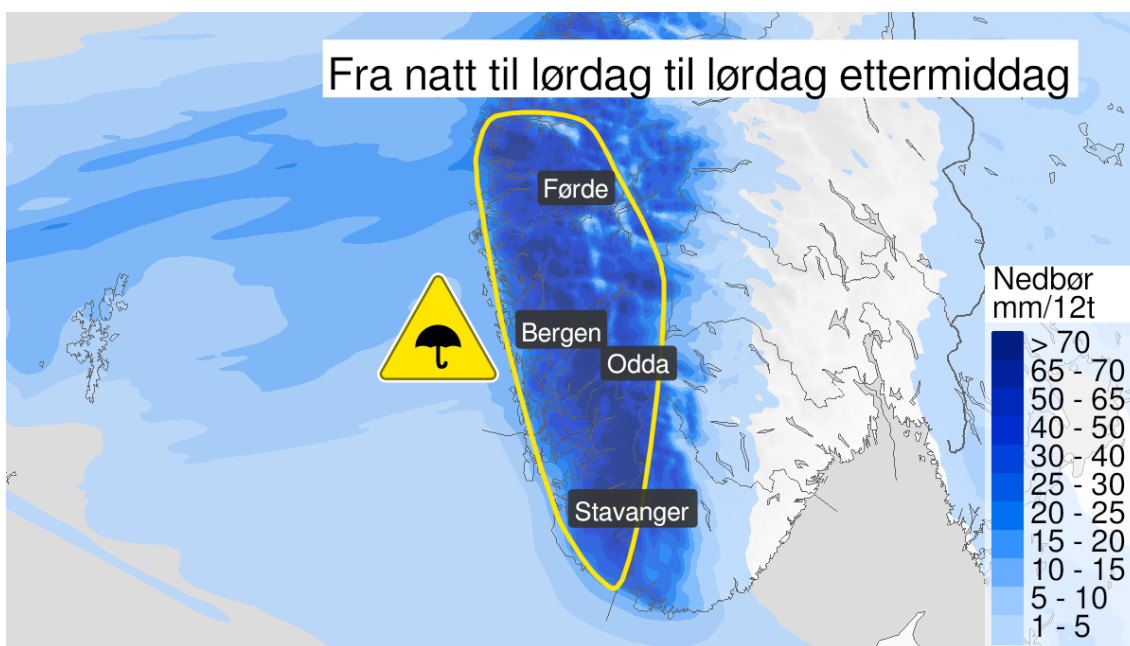 Fra natt til lørdag til lørdag ettermiddag
Førde
Bergen
Odda
Stavanger
Nedbør
mm/12t
> 70
65 - 70
50 - 65
40 - 50
30 - 40
25 - 30
20 - 25
15 - 20
10 - 15
5 - 10
1 - 5